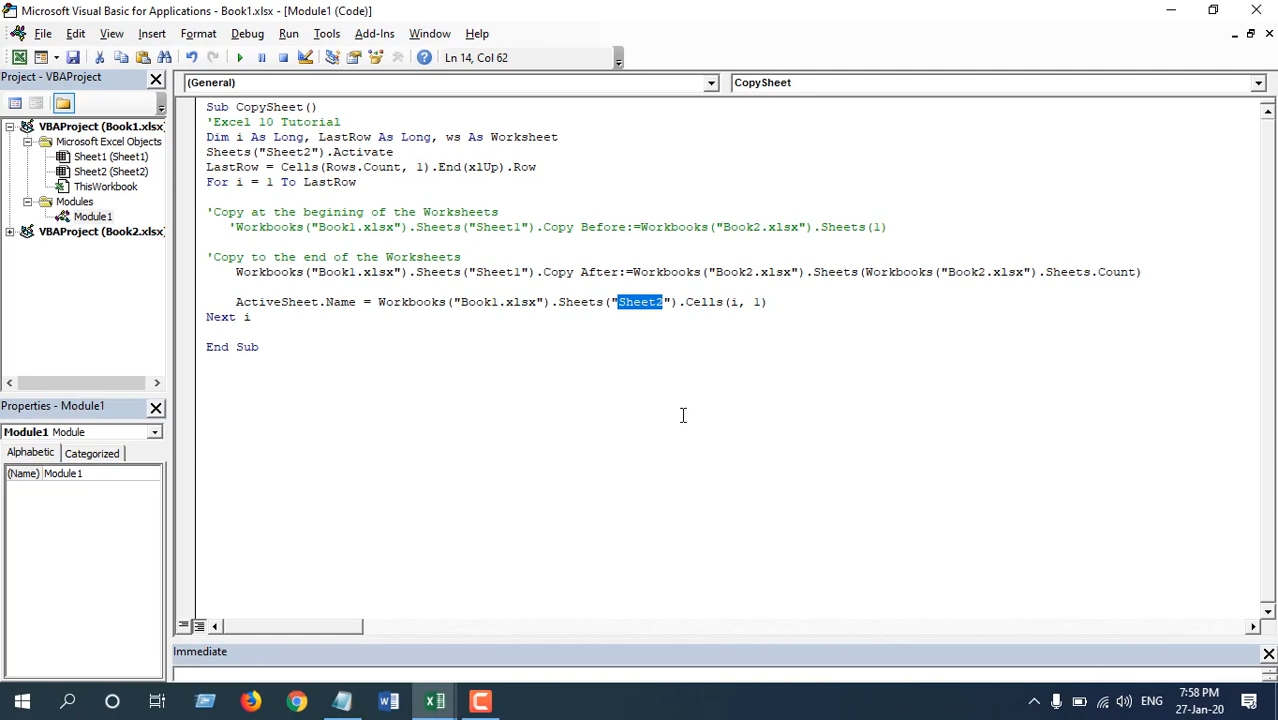 Microsoft Visual Basic for Applications - Book1.xlsx - [Module1 (Code)]
File Edit View Insert Format Debug Run Tools Add-Ins Window Help
Ln 14, Col 62
Project - VBAProject
(General)
CopySheet
VBAProject (Book1.xlsx)
Microsoft Excel Objects
Sheet1 (Sheet1)
Sheet2 (Sheet2)
ThisWorkbook
Modules
Module1
VBAProject (Book2.xlsx)
Sub CopySheet()
'Excel 10 Tutorial
Dim i As Long, LastRow As Long, ws As Worksheet
Sheets("Sheet2").Activate
LastRow = Cells(Rows.Count, 1).End(xlUp).Row
For i = 1 To LastRow
'Copy at the begining of the Worksheets
'Workbooks("Book1.xlsx").Sheets("Sheet1").Copy Before:=Workbooks("Book2.xlsx").Sheets(1)
'Copy to the end of the Worksheets
Workbooks("Book1.xlsx").Sheets("Sheet1").Copy After:=Workbooks("Book2.xlsx").Sheets(Workbooks("Book2.xlsx").Sheets.Count)
ActiveSheet.Name = Workbooks("Book1.xlsx").Sheets("Sheet2").Cells(i, 1)
Next i
End Sub
Properties - Module1
Module1 Module
Alphabetic Categorized
(Name) Module1
Immediate
ENG
7:58 PM
27-Jan-20